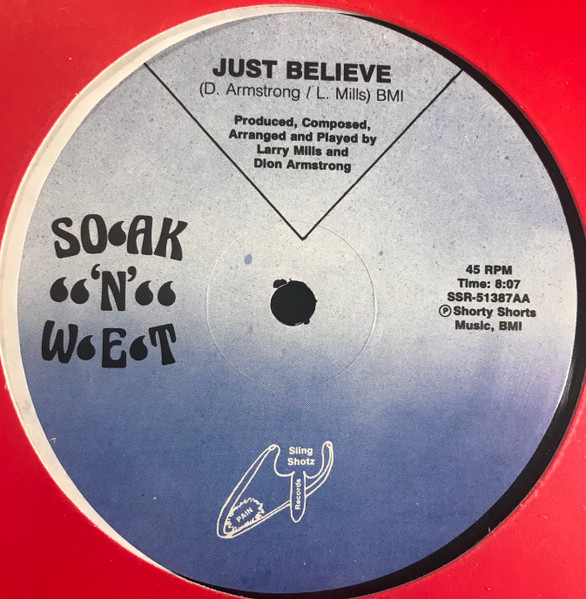 JUST BELIEVE
(D. Armstrong / L. Mills) BMI
Produced, Composed,
Arranged and Played by
Larry Mills and
Dion Armstrong
SO‘AK
‘‘‘N’‘‘
W‘E‘T
45 RPM
Time: 8:07
SSR-51387AA
℗ Shorty Shorts
Music, BMI
Sling
Shotz
Records
PAIN